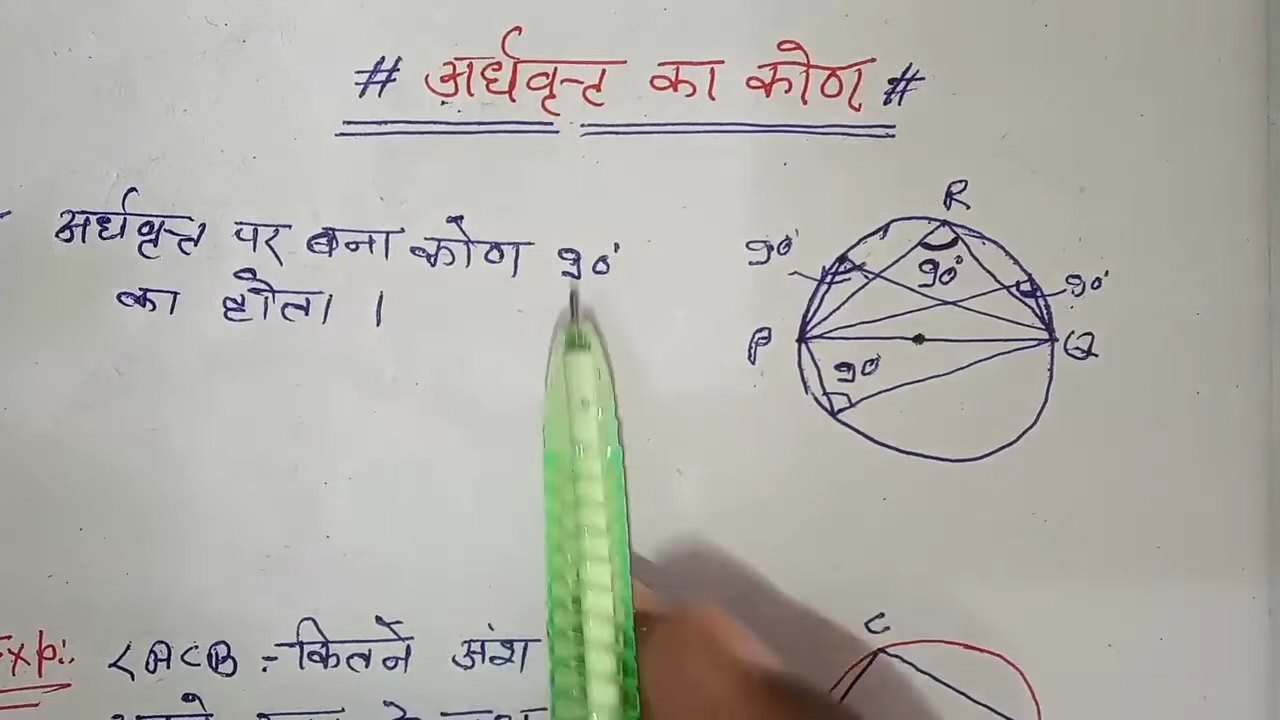 # अर्धवृत्त का कोण #
अर्धवृत्त पर बना कोण 90°
का होता ।
R
90°
90°
90°
P
Q
90°
Exp:. <ACB :- कितने अंश
C